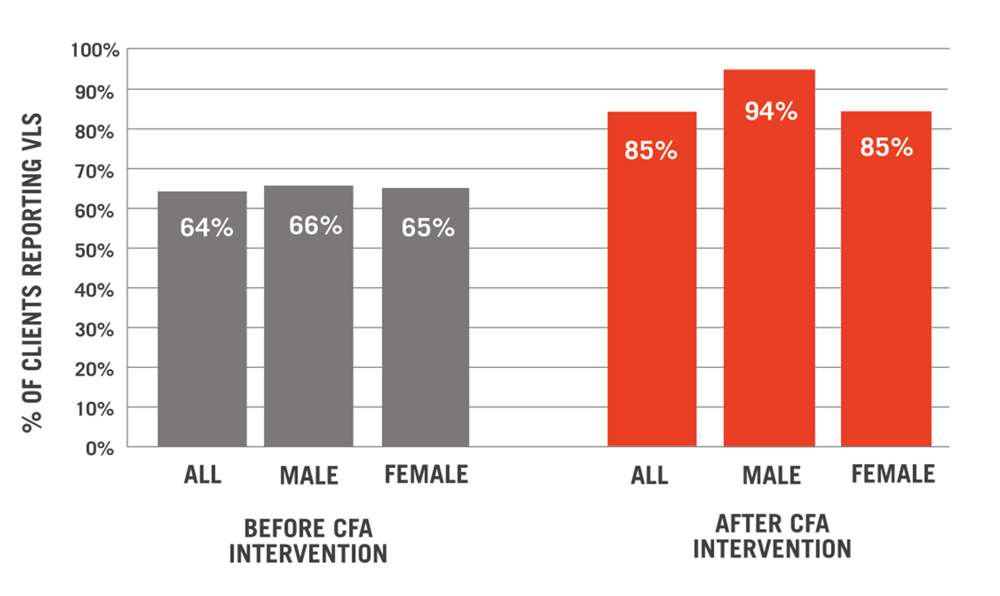 % OF CLIENTS REPORTING VLS
100%
90%
80%
70%
60%
50%
40%
30%
20%
10%
0%
64%
66%
65%
85%
94%
85%
ALL
MALE
FEMALE
ALL
MALE
FEMALE
BEFORE CFA
INTERVENTION
AFTER CFA
INTERVENTION